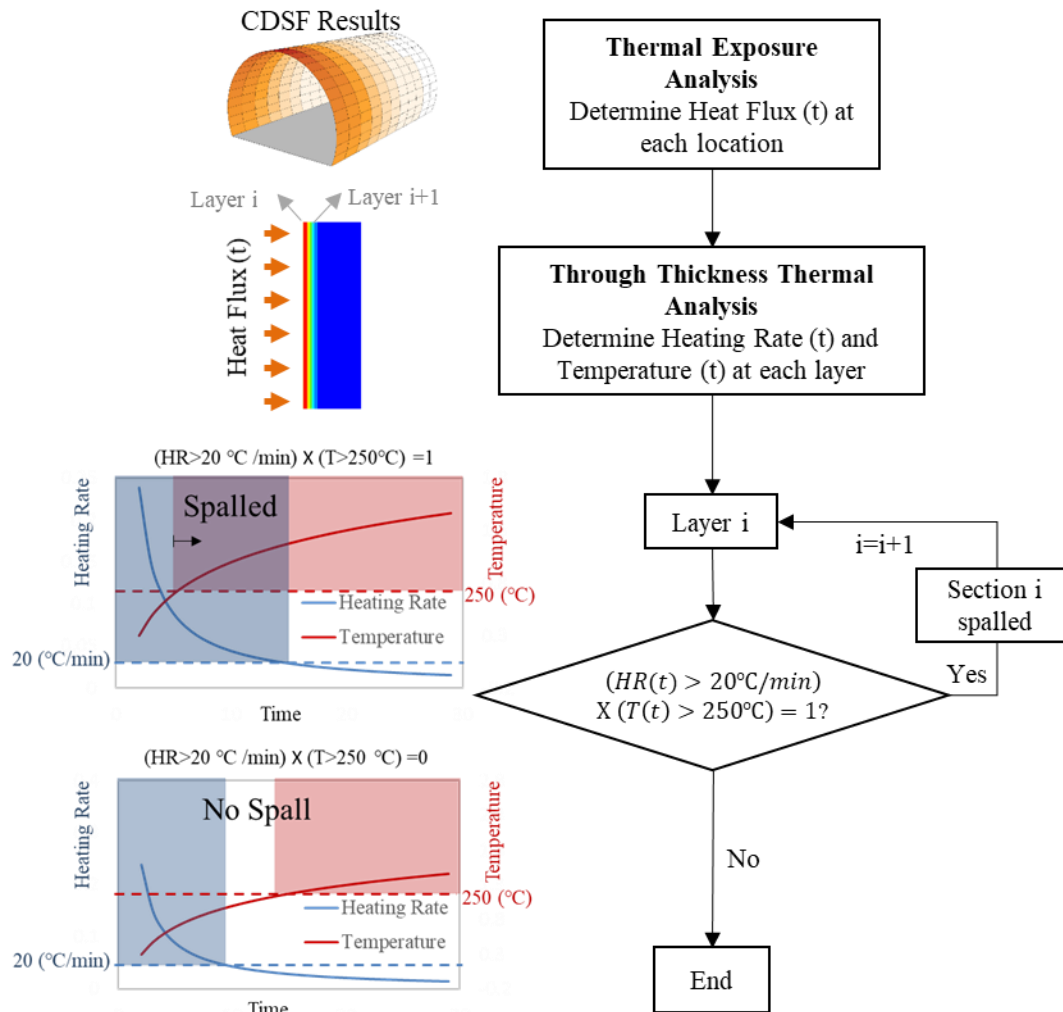 CDSF Results
Layer i
Layer i+1
Heat Flux (t)
(HR>20 °C /min) X (T>250°C) =1
Heating Rate
Spalled
Temperature
250 (°C)
Heating Rate
Temperature
20 (°C/min)
Time
(HR>20 °C /min) X (T>250 °C) =0
Heating Rate
No Spall
Temperature
250 (°C)
Heating Rate
Temperature
20 (°C/min)
Time
Thermal Exposure
Analysis
Determine Heat Flux (t) at
each location
Through Thickness Thermal
Analysis
Determine Heating Rate (t) and
Temperature (t) at each layer
Layer i
i=i+1
Section i
spalled
Yes
(HR(t) > 20°C/min)
X (T(t) > 250°C) = 1?
No
End